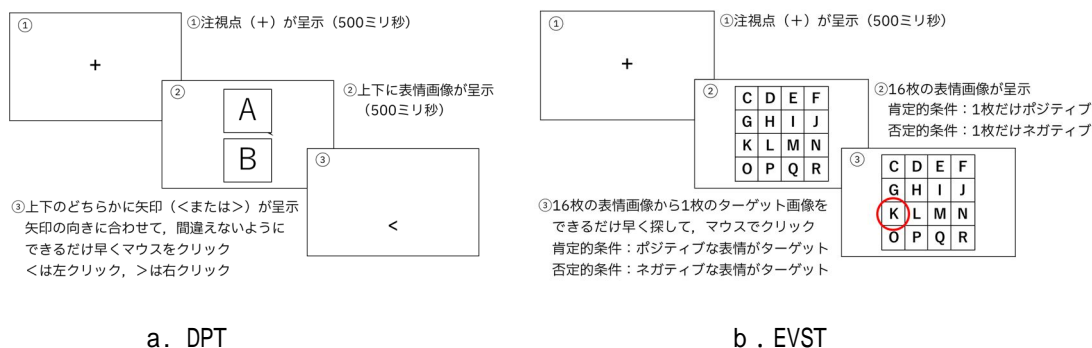 ①
①注視点（＋）が呈示（500ミリ秒）
+
②
②上下に表情画像が呈示
（500ミリ秒）
A
B
③
<
③上下のどちらかに矢印（＜または＞）が呈示
矢印の向きに合わせて，間違えないように
できるだけ早くマウスをクリック
＜は左クリック，＞は右クリック
a. DPT
①
①注視点（＋）が呈示（500ミリ秒）
+
②
C D E F
G H I J
K L M N
O P Q R
②16枚の表情画像が呈示
肯定的条件：1枚だけポジティブ
否定的条件：1枚だけネガティブ
③
C D E F
G H I J
K L M N
O P Q R
③16枚の表情画像から1枚のターゲット画像を
できるだけ早く探して，マウスでクリック
肯定的条件：ポジティブな表情がターゲット
否定的条件：ネガティブな表情がターゲット
b . EVST